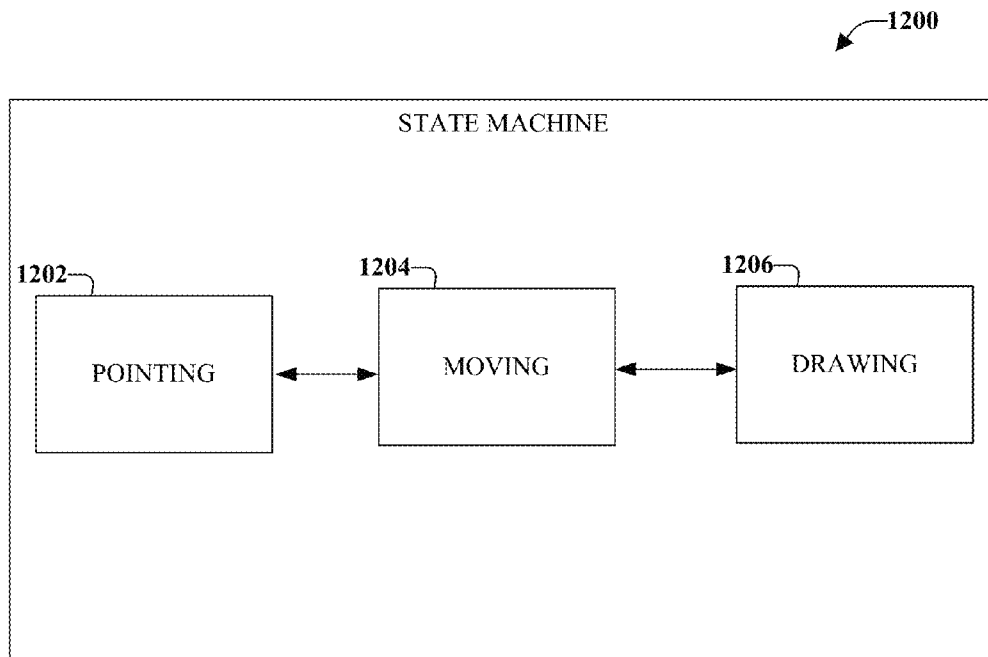 1200
STATE MACHINE
1202
1204
1206
POINTING
MOVING
DRAWING